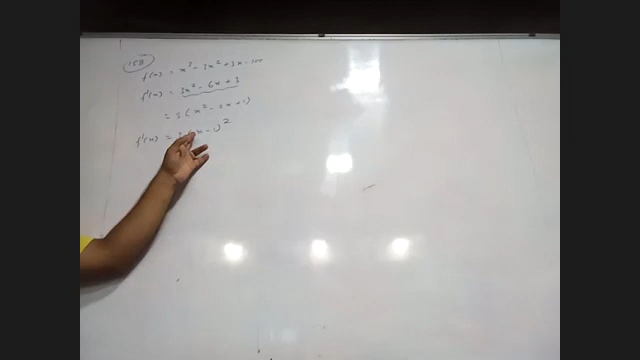 158
f(x) = x³ - 3x² + 3x - 100
f'(x) = 3x² - 6x + 3
= 3(x² - 2x + 1)
f'(x) = 3(x - 1)²